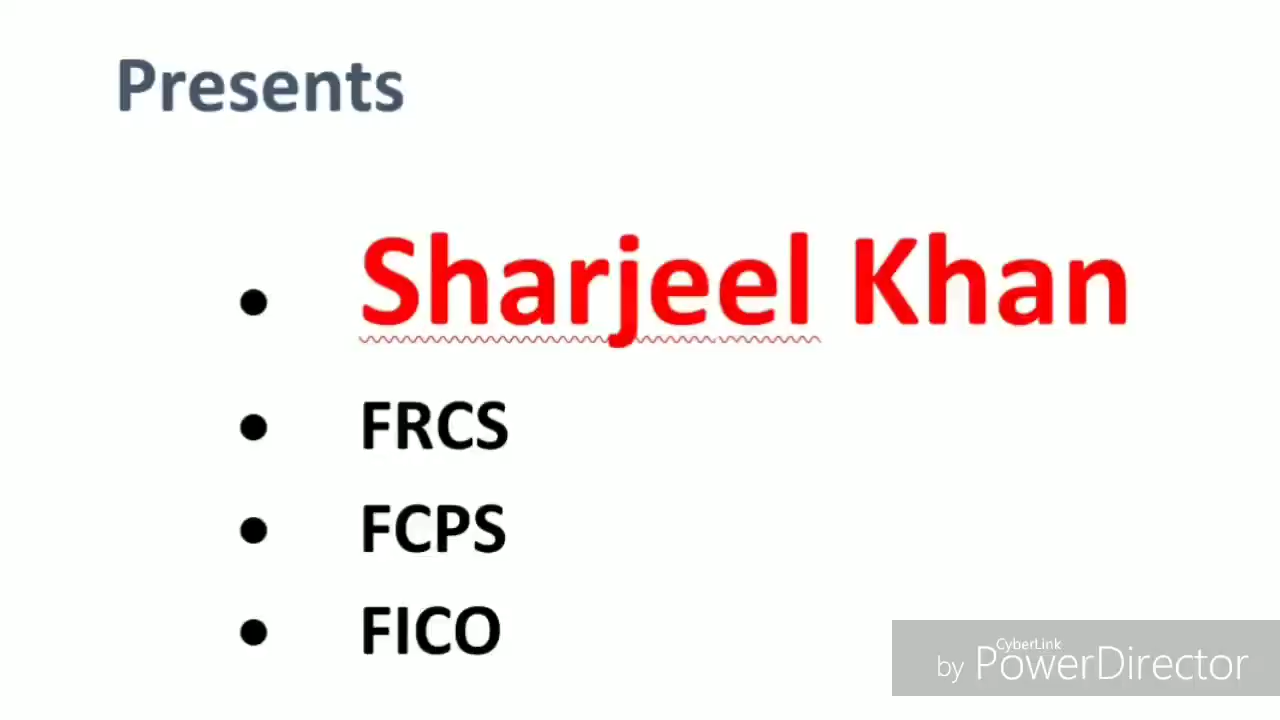 Presents
• Sharjeel Khan
• FRCS
• FCPS
• FICO
CyberLink
by PowerDirector